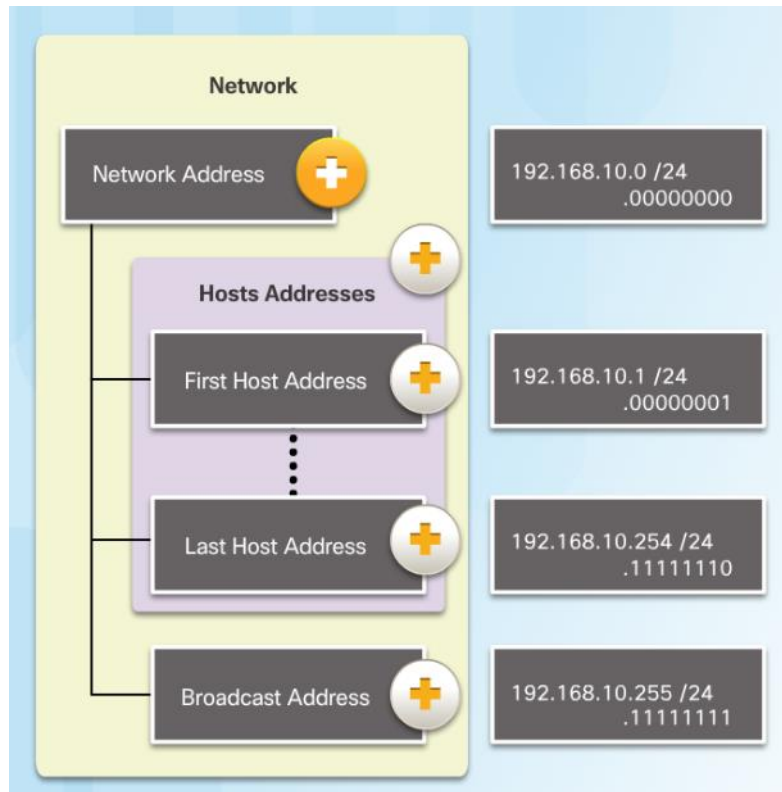 Network
Network Address
192.168.10.0 /24
.00000000
Hosts Addresses
First Host Address
192.168.10.1 /24
.00000001
Last Host Address
192.168.10.254 /24
.11111110
Broadcast Address
192.168.10.255 /24
.11111111